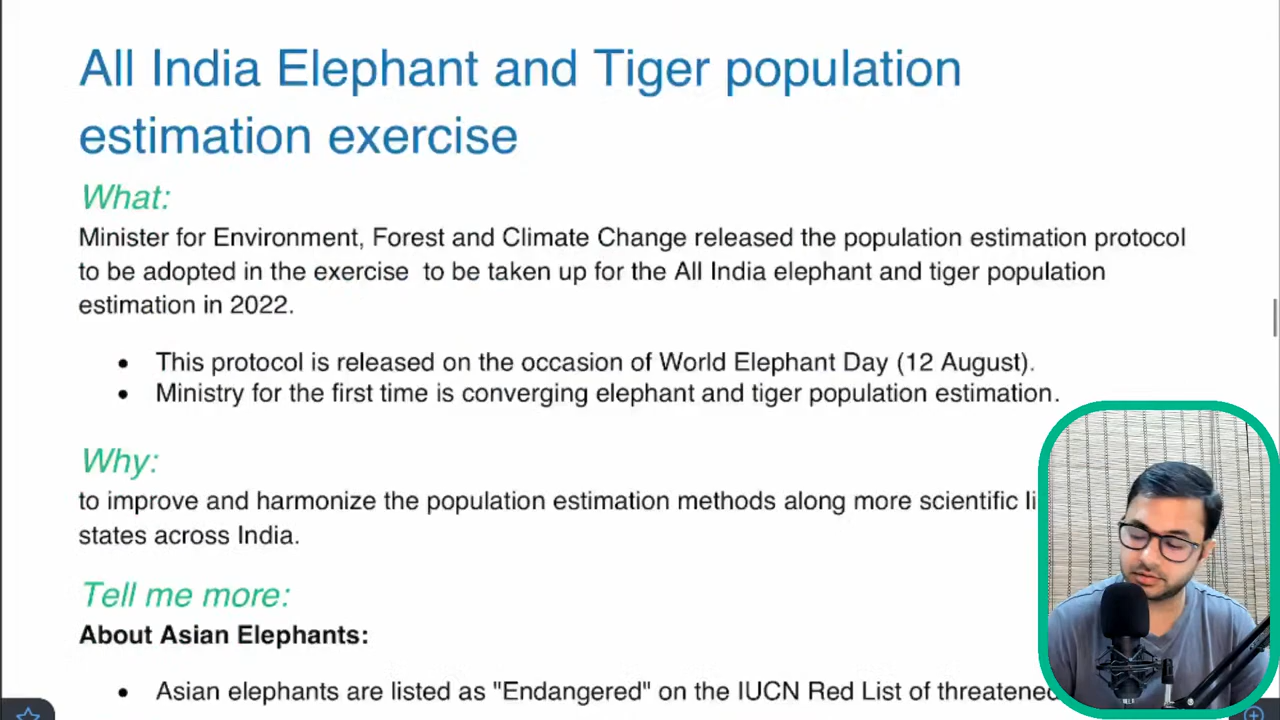 All India Elephant and Tiger population
estimation exercise
What:
Minister for Environment, Forest and Climate Change released the population estimation protocol
to be adopted in the exercise to be taken up for the All India elephant and tiger population
estimation in 2022.
• This protocol is released on the occasion of World Elephant Day (12 August).
• Ministry for the first time is converging elephant and tiger population estimation.
Why:
to improve and harmonize the population estimation methods along more scientific
states across India.
Tell me more:
About Asian Elephants:
• Asian elephants are listed as "Endangered" on the IUCN Red List of threatened